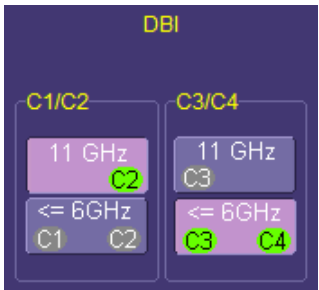 DBI
C1/C2
11 GHz
C2
<= 6GHz
C1 C2
C3/C4
11 GHz
C3
<= 6GHz
C3 C4